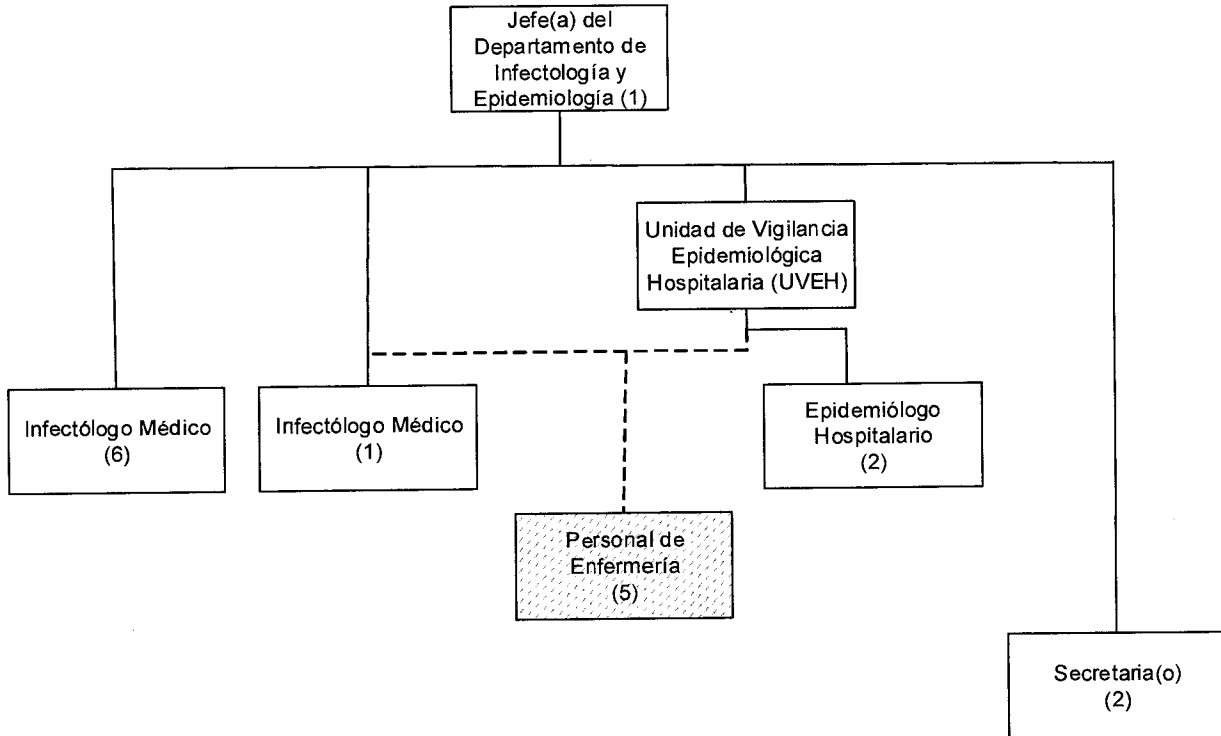 Jefe(a) del
Departamento de
Infectología y
Epidemiología (1)
Unidad de Vigilancia
Epidemiológica
Hospitalaria (UVEH)
Infectólogo Médico
(6)
Infectólogo Médico
(1)
Epidemiólogo
Hospitalario
(2)
Personal de
Enfermería
(5)
Secretaria(o)
(2)